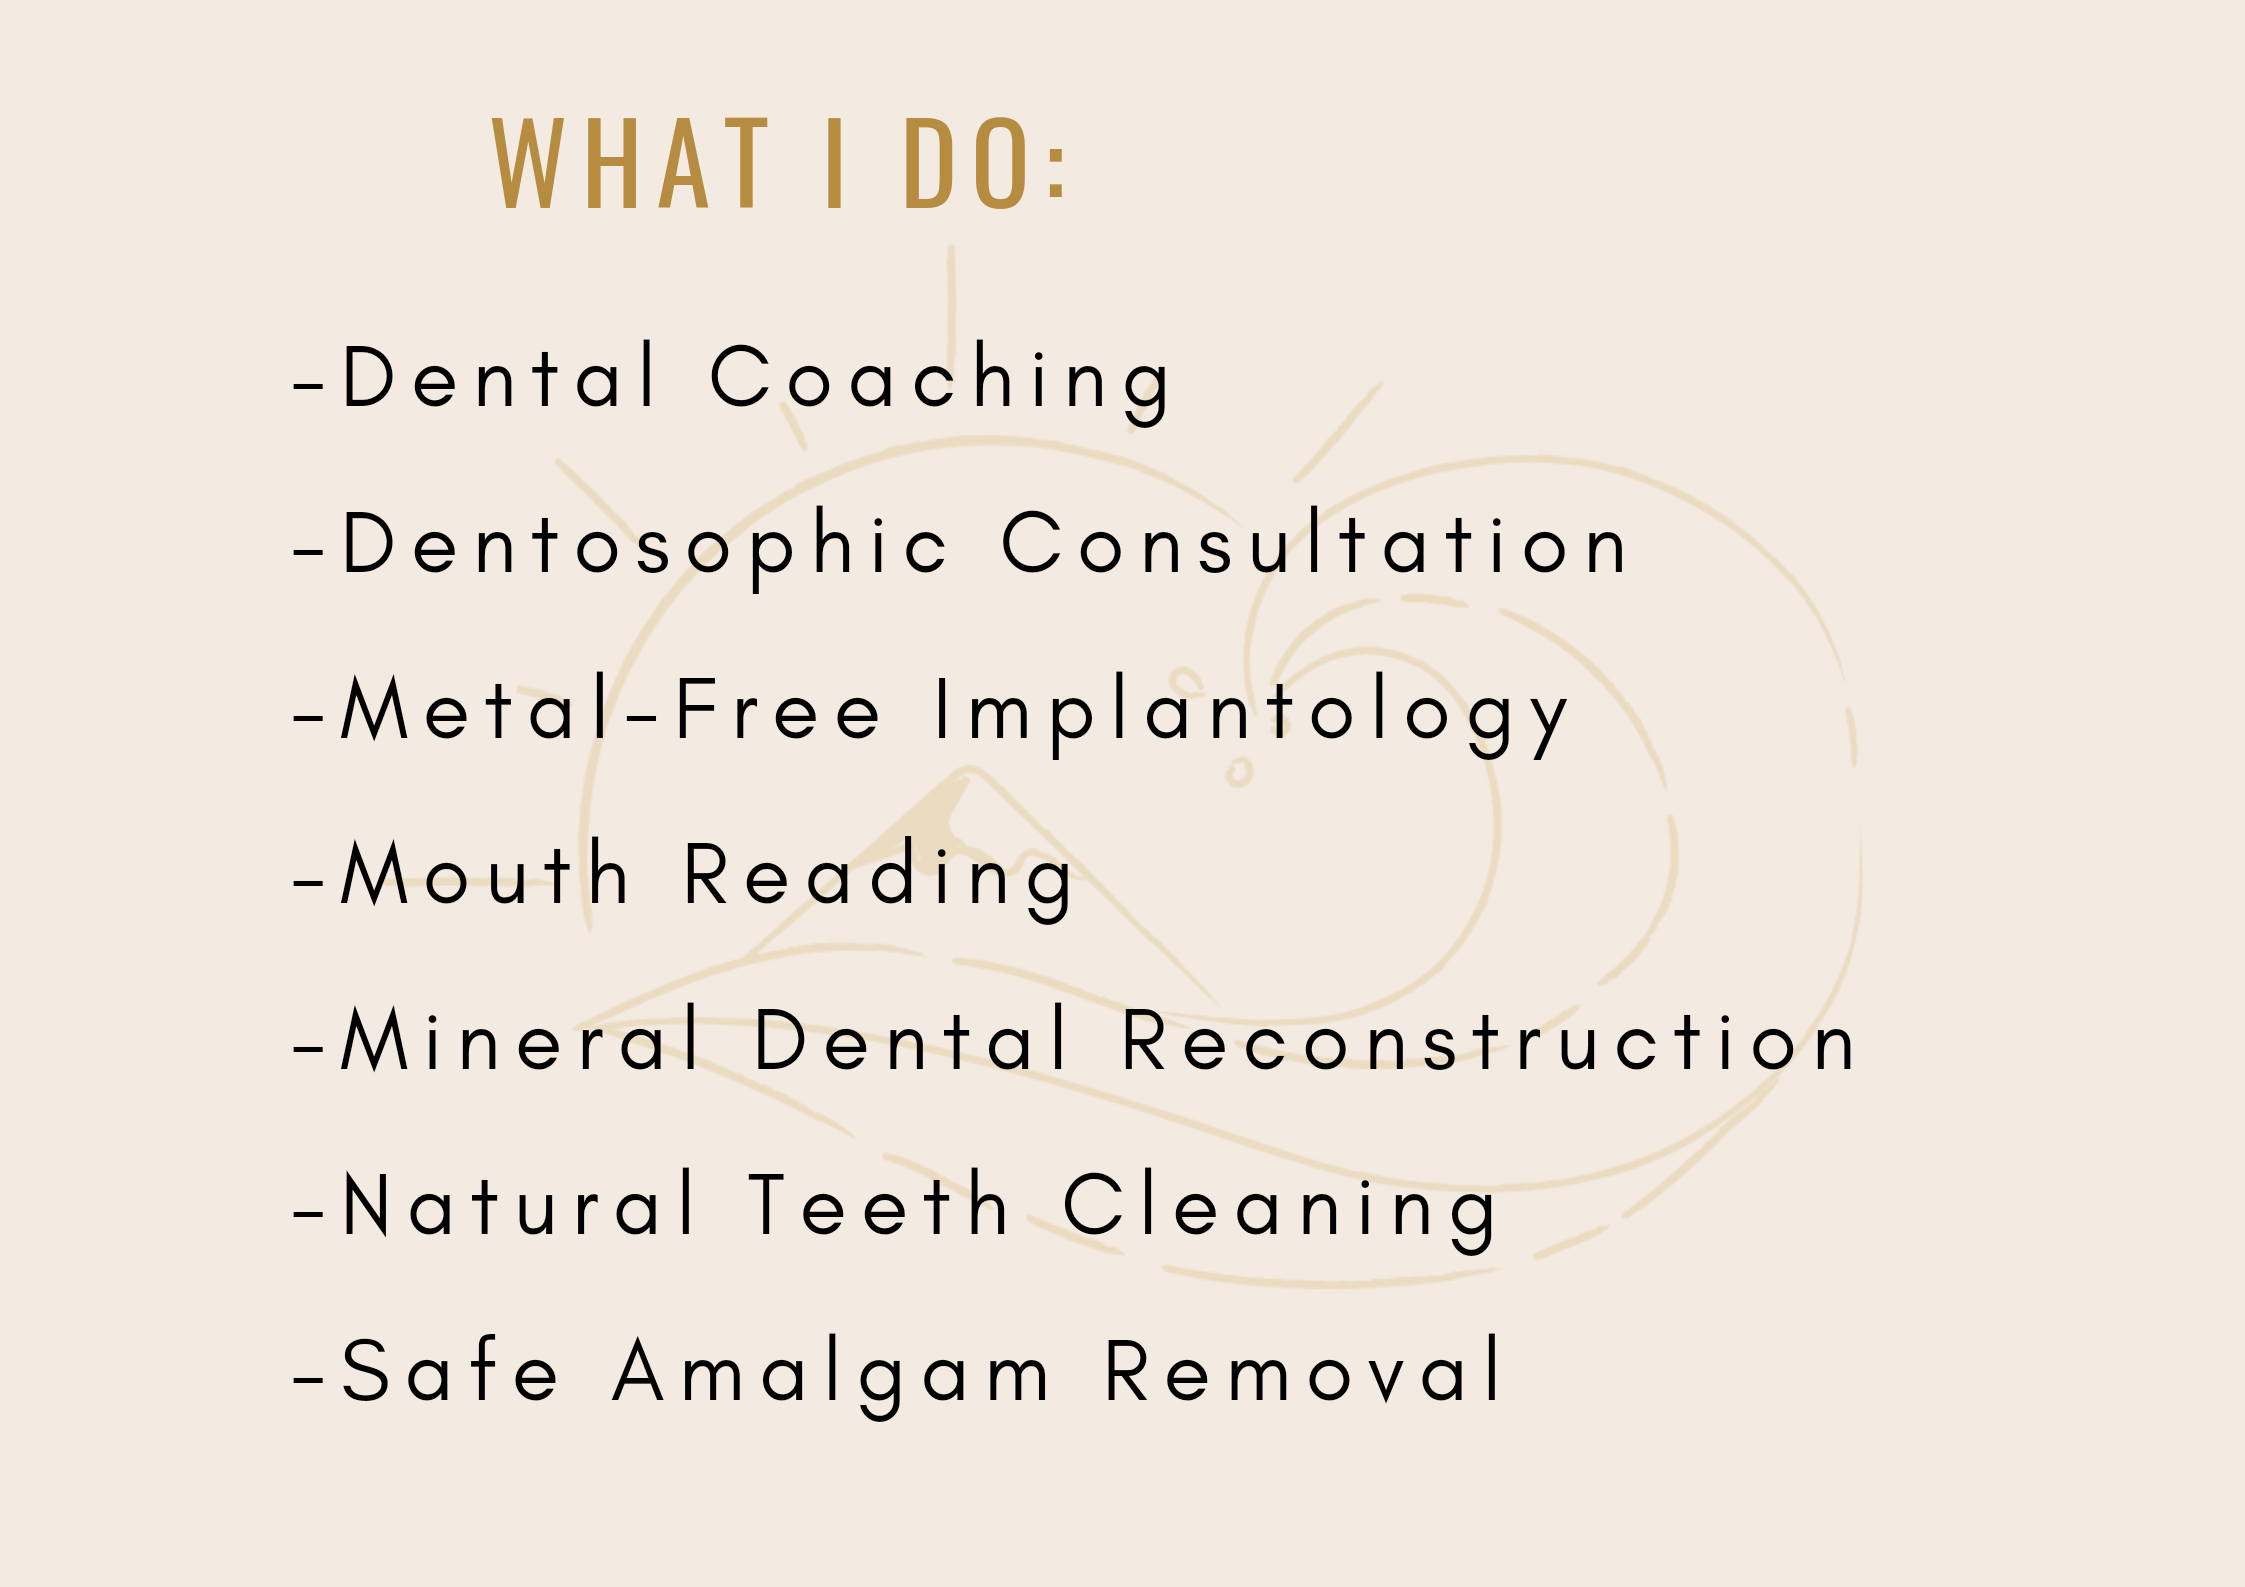 WHAT I DO:
-Dental Coaching
-Dentosophic Consultation
-Metal-Free Implantology
-Mouth Reading
-Mineral Dental Reconstruction
-Natural Teeth Cleaning
-Safe Amalgam Removal